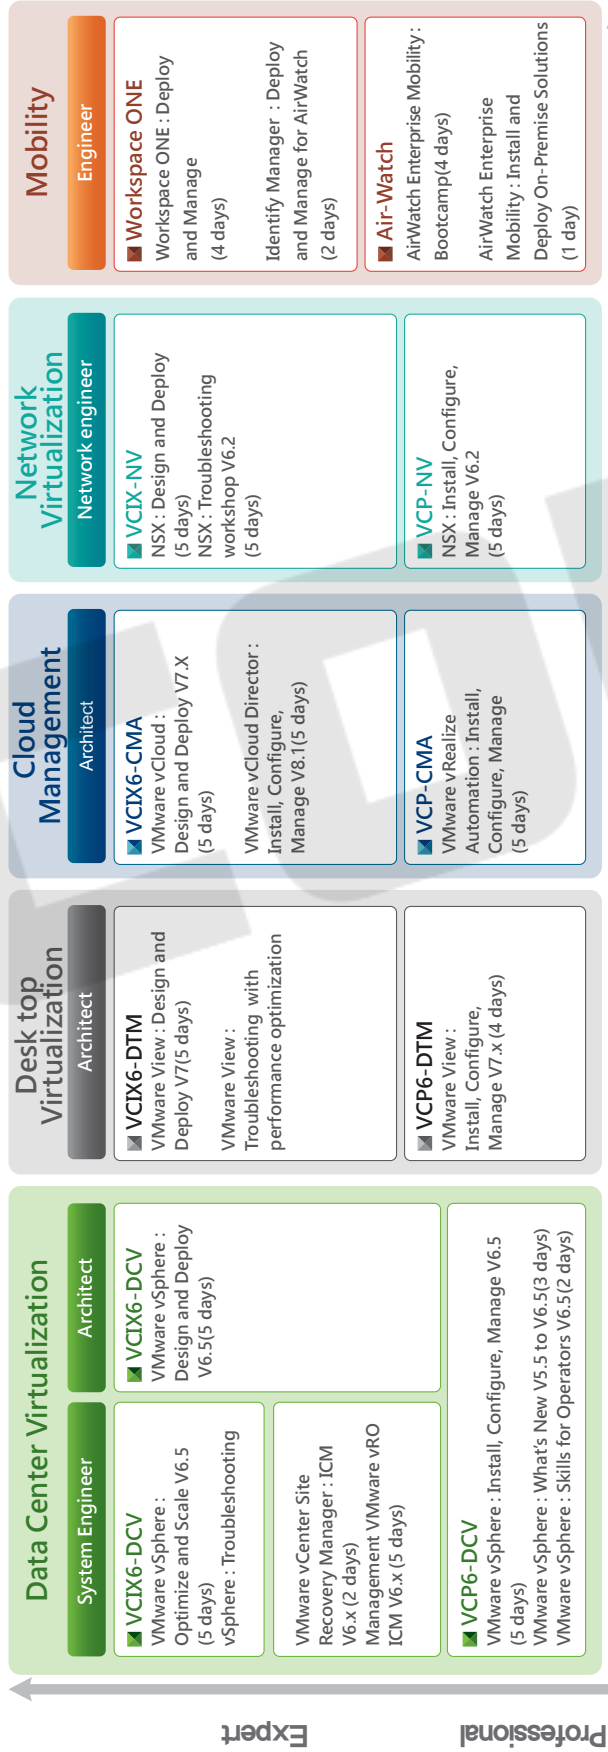 Data Center Virtualization
System Engineer
Architect
VCIX6-DCV
VMware vSphere :
Optimize and Scale V6.5
(5 days)
vSphere : Troubleshooting
VMware vCenter Site
Recovery Manager : ICM
V6.x (2 days)
Management VMware vRO
ICM V6.x (5 days)
VCIX6-DCV
VMware vSphere :
Design and Deploy
V6.5(5 days)
VCP6-DCV
VMware vSphere : Install, Configure, Manage V6.5
(5 days)
VMware vSphere : What's New V5.5 to V6.5(3 days)
VMware vSphere : Skills for Operators V6.5(2 days)
Desk top
Virtualization
Architect
VCIX6-DTM
VMware View : Design and
Deploy V7(5 days)
VMware View :
Troubleshooting with
performance optimization
VCP6-DTM
VMware View :
Install, Configure,
Manage V7.x (4 days)
Cloud
Management
Architect
VCIX6-CMA
VMware vCloud :
Design and Deploy V7.X
(5 days)
VMware vCloud Director :
Install, Configure,
Manage V8.1(5 days)
VCP-CMA
VMware vRealize
Automation : Install,
Configure, Manage
(5 days)
Network
Virtualization
Network engineer
VCIX-NV
NSX : Design and Deploy
(5 days)
NSX : Troubleshooting
workshop V6.2
(5 days)
VCP-NV
NSX : Install, Configure,
Manage V6.2
(5 days)
Mobility
Engineer
Workspace ONE
Workspace ONE : Deploy
and Manage
(4 days)
Identify Manager : Deploy
and Manage for AirWatch
(2 days)
Air-Watch
AirWatch Enterprise Mobility :
Bootcamp(4 days)
AirWatch Enterprise
Mobility : Install and
Deploy On-Premise Solutions
(1 day)
Expert
Professional